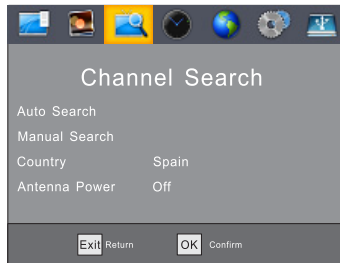 Channel Search
Auto Search
Manual Search
Country Spain
Antenna Power Off
Exit Return OK Confirm